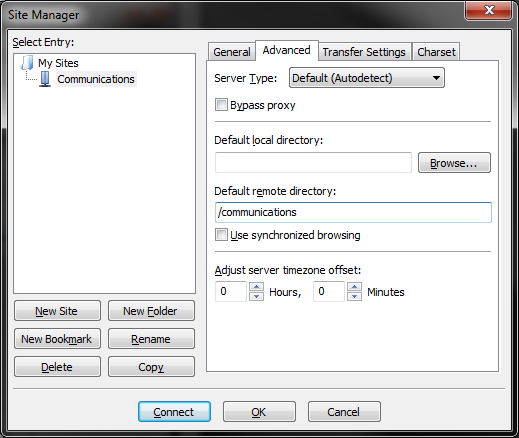 Site Manager
Select Entry:
My Sites
Communications
New Site
New Folder
New Bookmark
Rename
Delete
Copy
General
Advanced
Transfer Settings
Charset
Server Type:
Default (Autodetect)
Bypass proxy
Default local directory:
Browse...
Default remote directory:
/communications
Use synchronized browsing
Adjust server timezone offset:
0 Hours, 0 Minutes
Connect
OK
Cancel